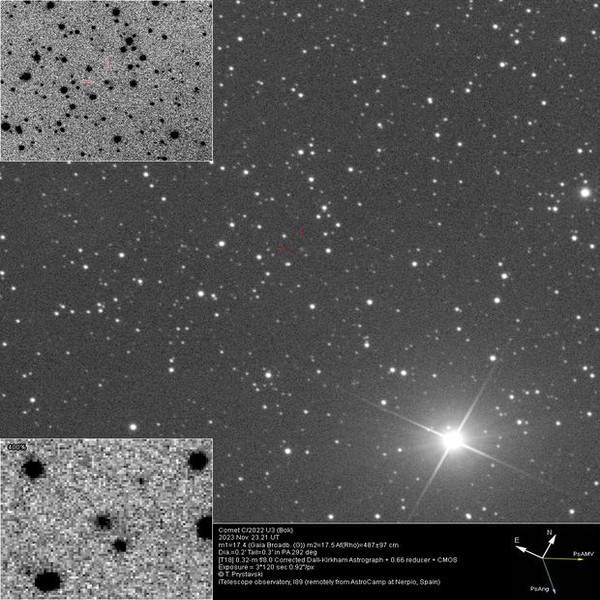 400%
Comet C/2022 U3 (Bok)
2023 Nov. 23.21 UT
m1=17.4 (Gaia Broadb. (G)) m2=17.5 Af(Rho)=487±97 cm
Dia.=0.2' Tail=0.3' in PA 292 deg
[T18] 0.32-m f/8.0 Corrected Dall-Kirkham Astrograph + 0.66 reducer + CMOS
Exposure = 3*120 sec 0.92"/px
© T. Prystavski
iTelescope observatory, I89 (remotely from AstroCamp at Nerpio, Spain)
N
E
PsAMV
PsAng